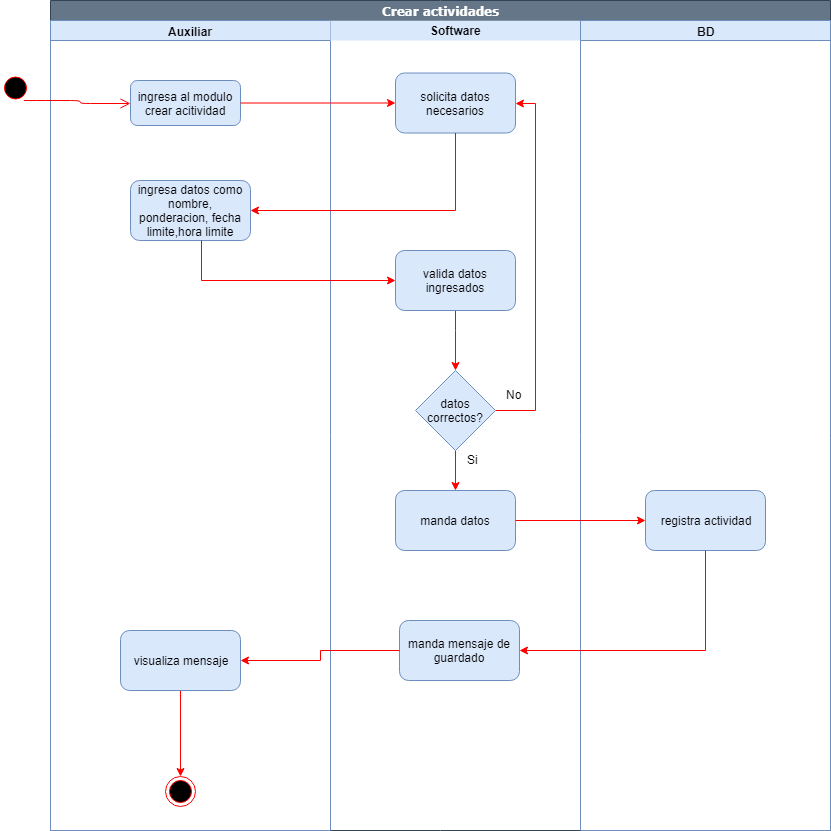 Crear actividades
Auxiliar
Software
BD
ingresa al modulo
crear acitividad
solicita datos
necesarios
ingresa datos como
nombre,
ponderacion, fecha
limite,hora limite
valida datos
ingresados
datos
correctos?
No
Si
manda datos
registra actividad
manda mensaje de
guardado
visualiza mensaje